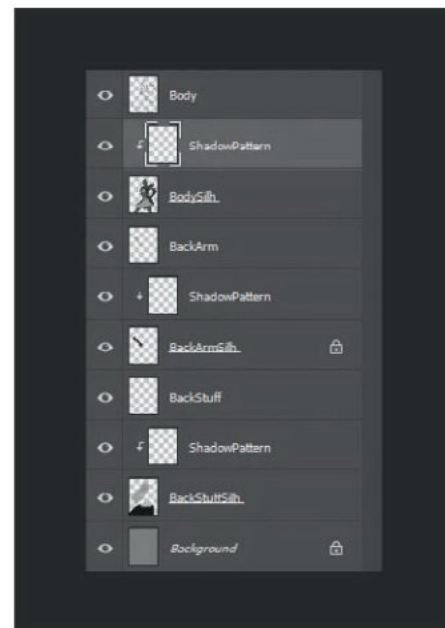 Body
ShadowPattern
BodySilh
BackArm
ShadowPattern
BackArmSilh
BackStuff
ShadowPattern
BackStuffSilh
Background